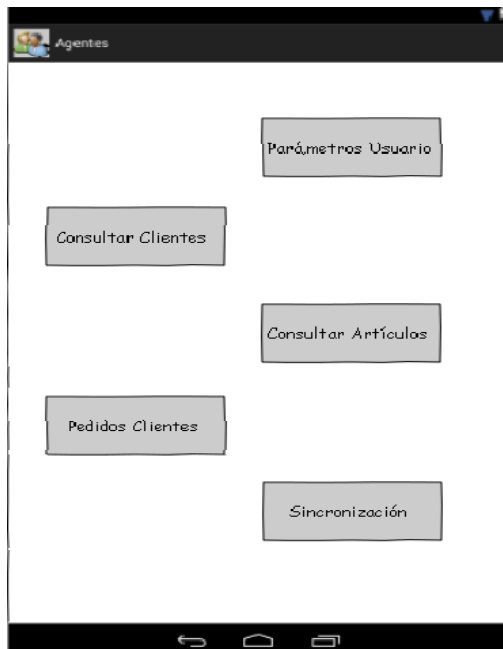 Agentes
Parámetros Usuario
Consultar Clientes
Consultar Artículos
Pedidos Clientes
Sincronización